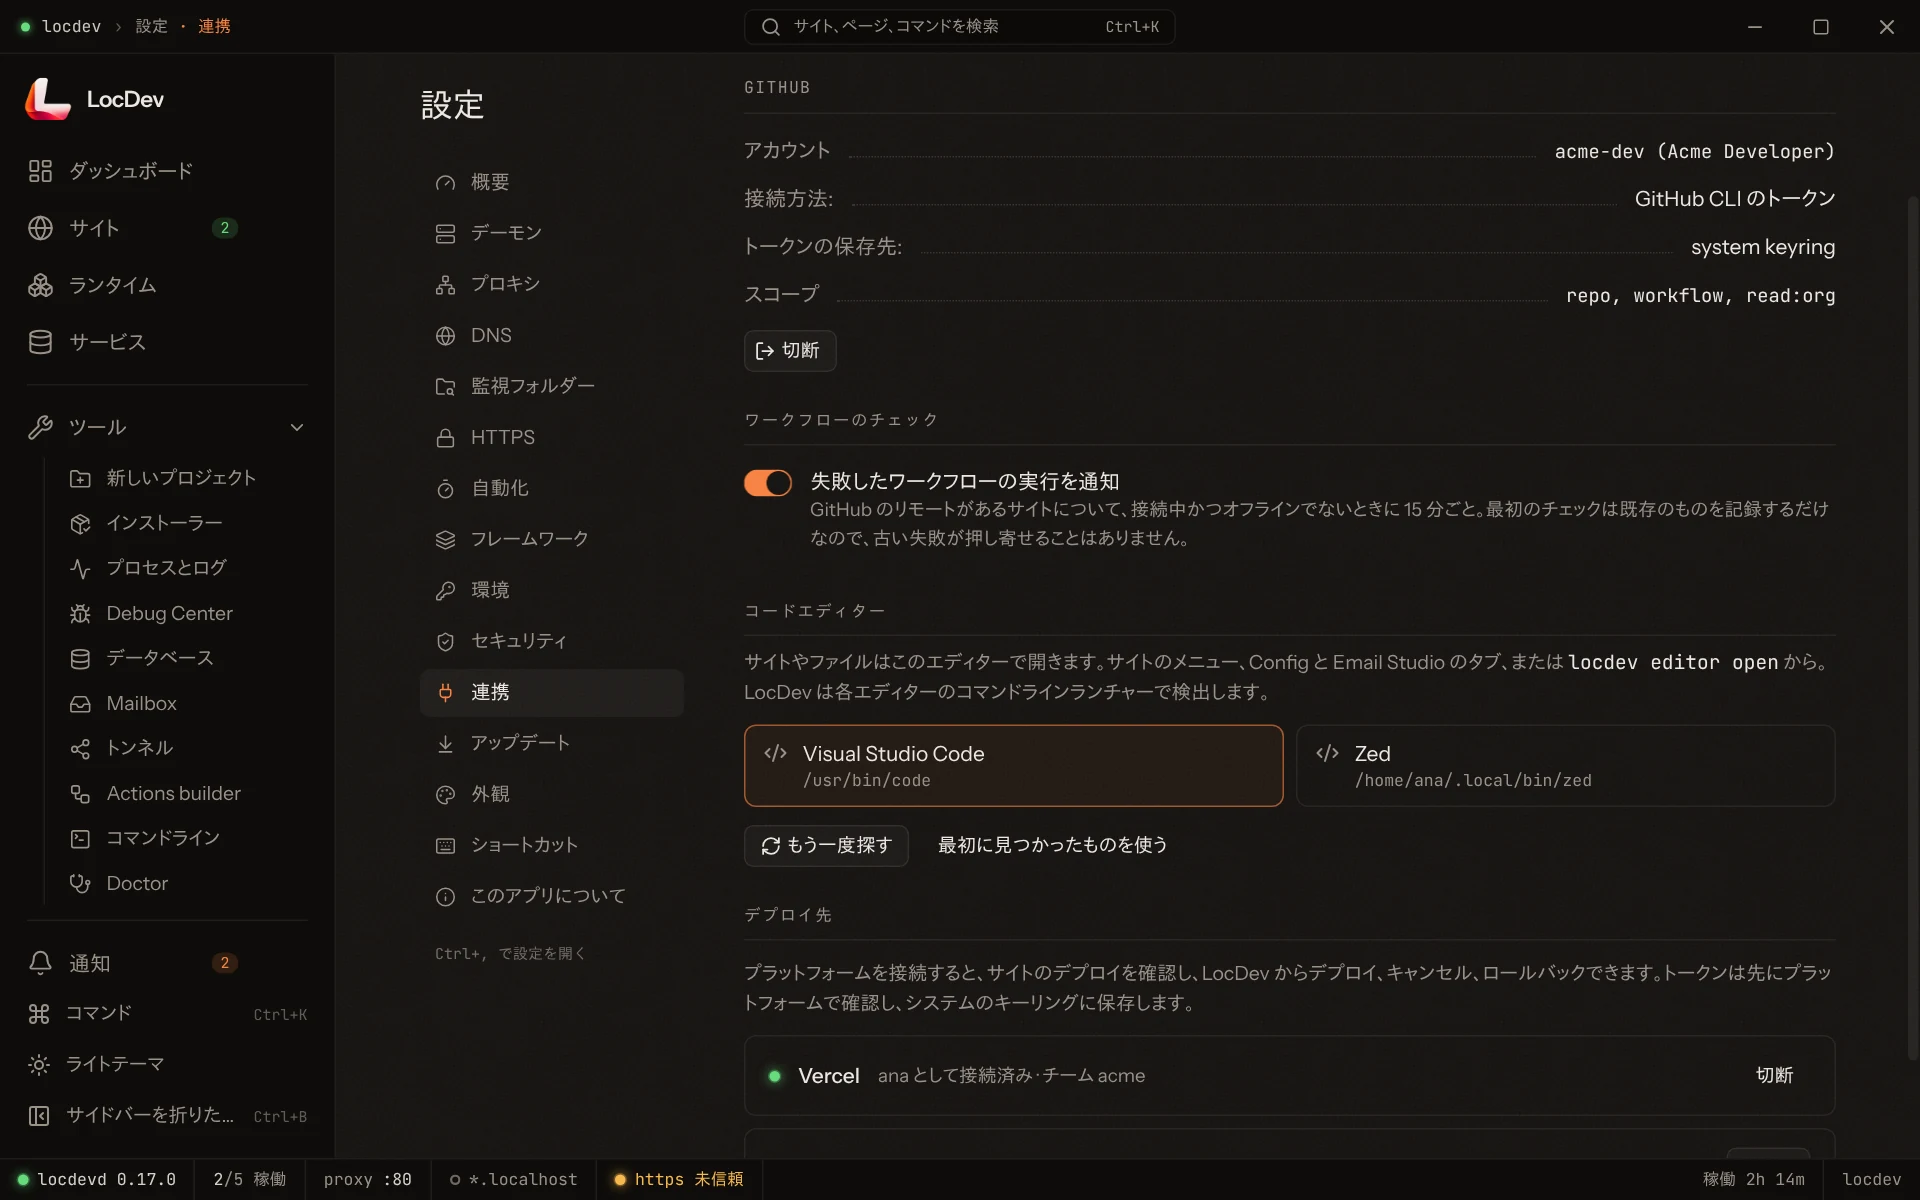 locdev › 設定 · 連携
サイト、ページ、コマンドを検索 Ctrl+K
LocDev
ダッシュボード
サイト 2
ランタイム
サービス
ツール
新しいプロジェクト
インストーラー
プロセスとログ
Debug Center
データベース
Mailbox
トンネル
Actions builder
コマンドライン
Doctor
通知 2
コマンド Ctrl+K
ライトテーマ
サイドバーを折りた... Ctrl+B
設定
概要
デーモン
プロキシ
DNS
監視フォルダー
HTTPS
自動化
フレームワーク
環境
セキュリティ
連携
アップデート
外観
ショートカット
このアプリについて
Ctrl+, で設定を開く
GITHUB
アカウント acme-dev (Acme Developer)
接続方法: GitHub CLI のトークン
トークンの保存先: system keyring
スコープ repo, workflow, read:org
切断
ワークフローのチェック
失敗したワークフローの実行を通知
GitHub のリモートがあるサイトについて、接続中かつオフラインでないときに 15 分ごと。最初のチェックは既存のものを記録するだけ
なので、古い失敗が押し寄せることはありません。
コードエディター
サイトやファイルはこのエディターで開きます。サイトのメニュー、Config と Email Studio のタブ、または locdev editor open から。
LocDev は各エディターのコマンドラインランチャーで検出します。
Visual Studio Code
/usr/bin/code
Zed
/home/ana/.local/bin/zed
もう一度探す 最初に見つかったものを使う
デプロイ先
プラットフォームを接続すると、サイトのデプロイを確認し、LocDev からデプロイ、キャンセル、ロールバックできます。トークンは先にプラッ
トフォームで確認し、システムのキーリングに保存します。
Vercel ana として接続済み · チーム acme 切断
locdevd 0.17.0 2/5 稼働 proxy :80 *.localhost https 未信頼 稼働 2h 14m locdev